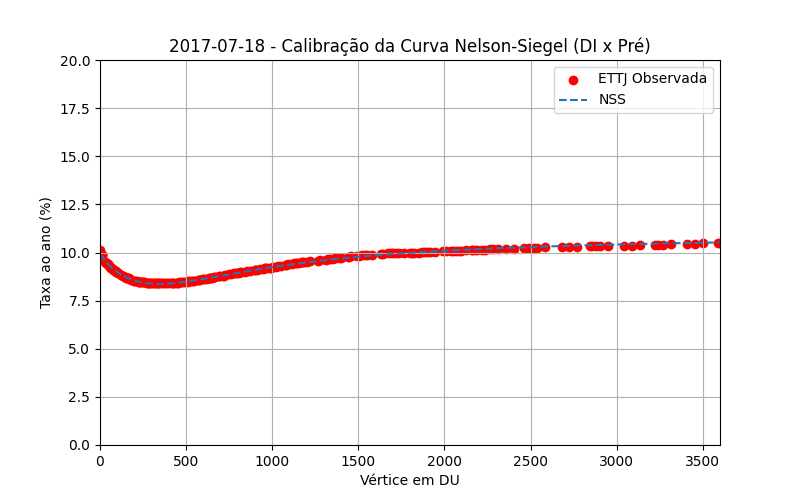 2017-07-18 - Calibração da Curva Nelson-Siegel (DI x Pré)
20.0
17.5
15.0
12.5
10.0
7.5
5.0
2.5
0.0
Taxa ao ano (%)
ETTJ Observada
NSS
0 500 1000 1500 2000 2500 3000 3500
Vértice em DU